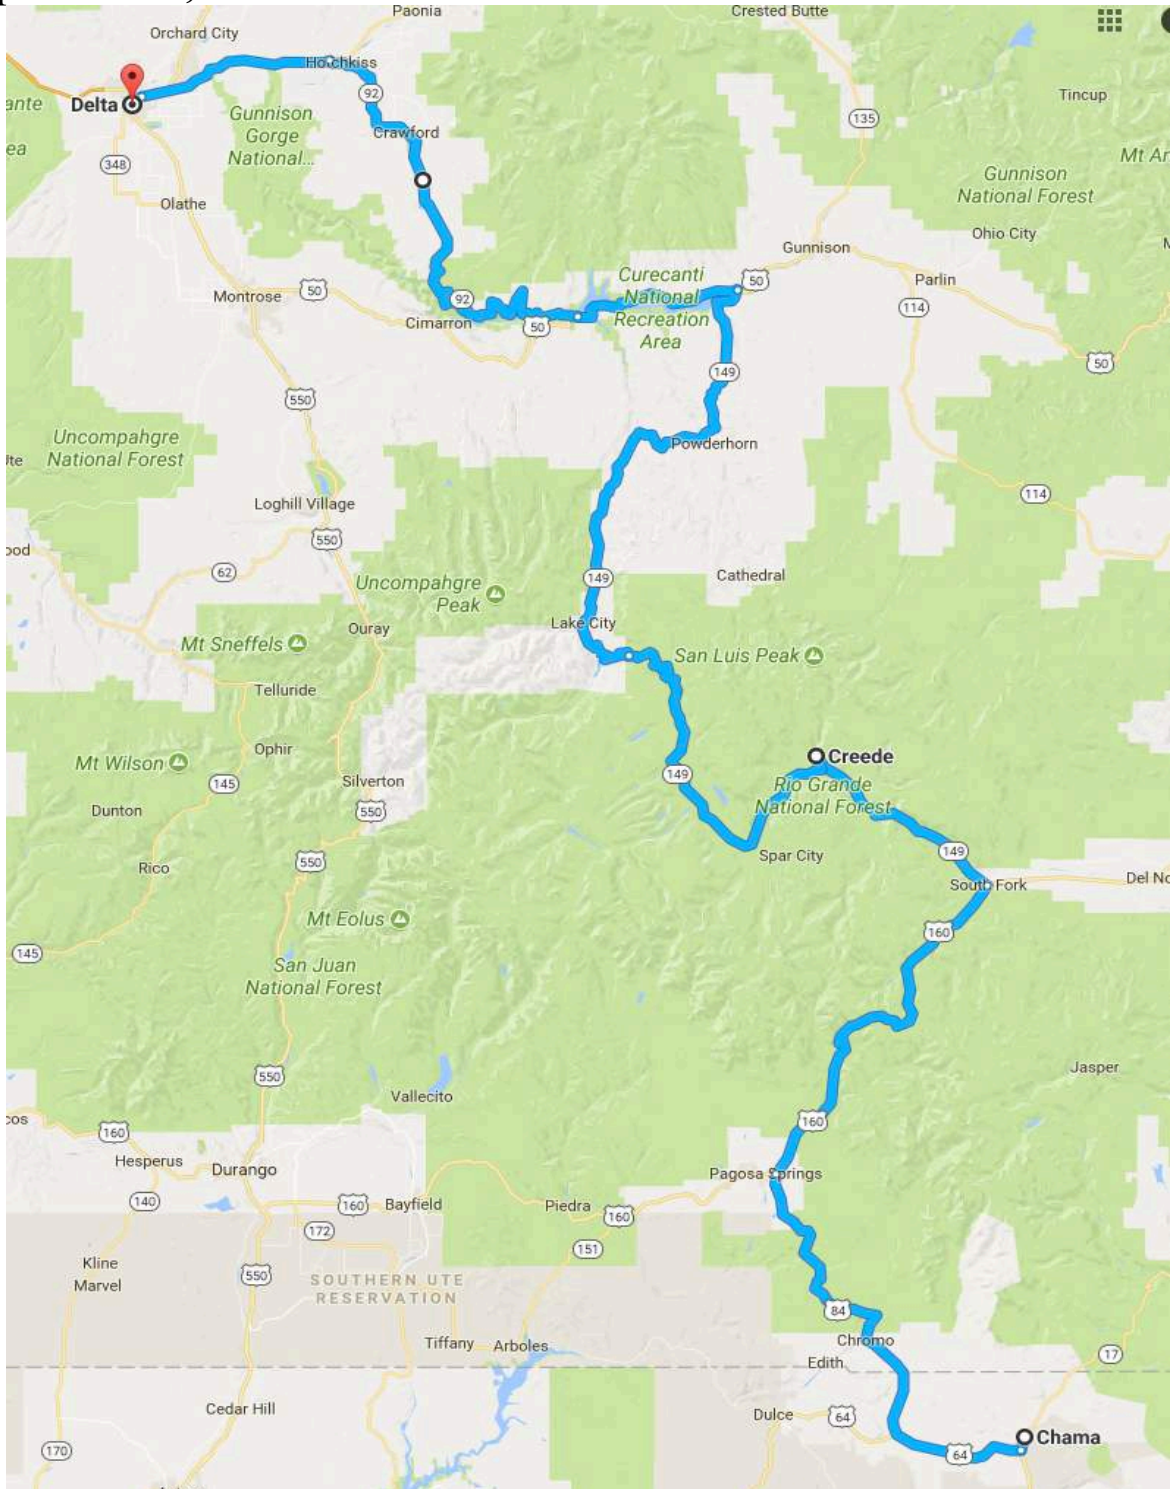 Paonia
Crested Butte
Orchard City
Hotchkiss
Delta
92
Tincup
Gunnison
Gorge
National...
135
Crawford
348
Gunnison
National Forest
Olathe
Ohio City
Gunnison
Curecanti
National
Recreation
Area
50
Parlin
Montrose
50
92
114
Cimarron
50
50
149
550
Uncompahgre
National Forest
Powderhorn
114
Loghill Village
550
62
149
Cathedral
Uncompahgre
Peak
Lake City
Ouray
Mt Sneffels
San Luis Peak
Telluride
Ophir
Creede
Mt Wilson
149
145
Silverton
Rio Grande
National Forest
Dunton
550
149
Spar City
550
Rico
South Fork
Mt Eolus
160
145
San Juan
National Forest
Jasper
550
Vallecito
160
160
Hesperus
Durango
Pagosa Springs
140
160
Bayfield
Piedra
160
172
151
Kline
Marvel
550
SOUTHERN UTE
RESERVATION
84
Tiffany
Arboles
Chromo
Edith
17
Cedar Hill
Dulce
64
170
64
Chama